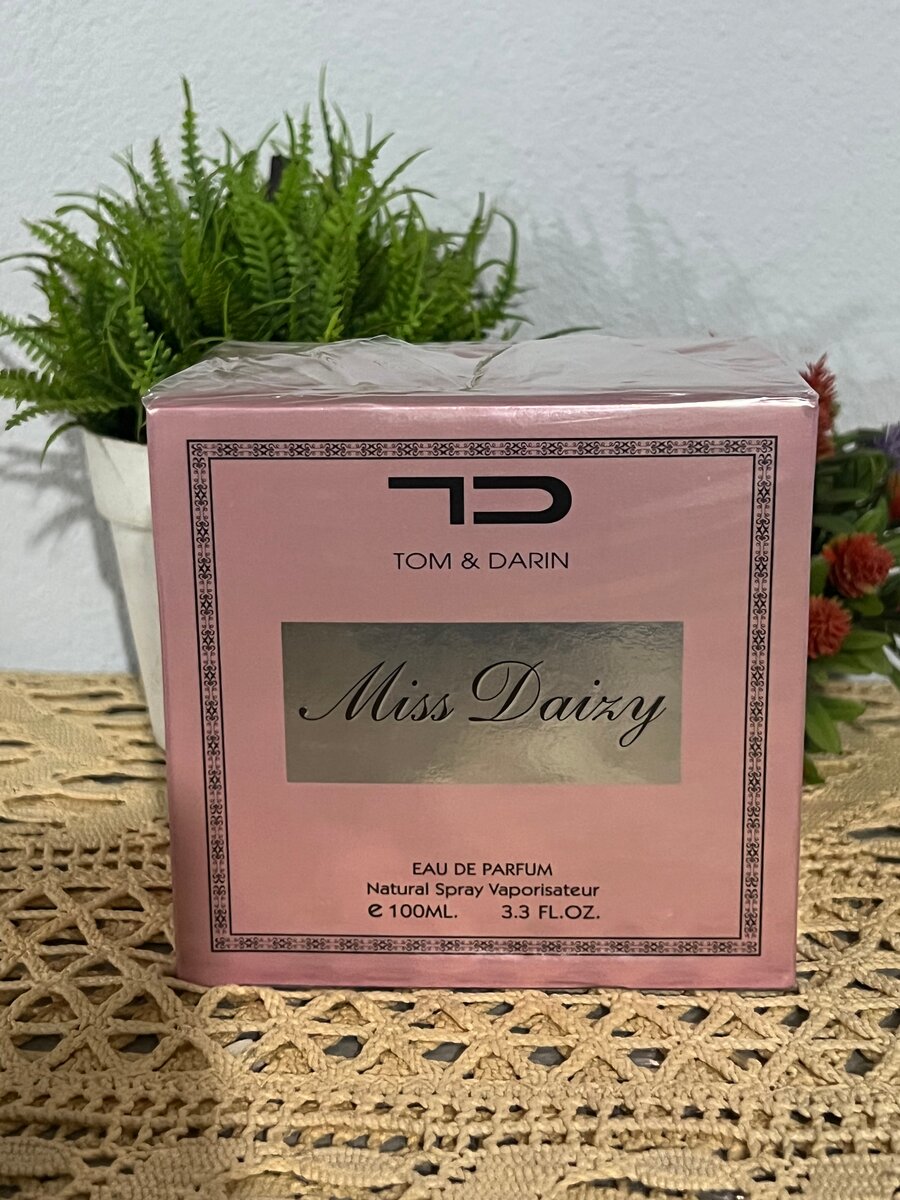 TD
TOM & DARIN
Miss Daizy
EAU DE PARFUM
Natural Spray Vaporisateur
e 100ML. 3.3 FL.OZ.